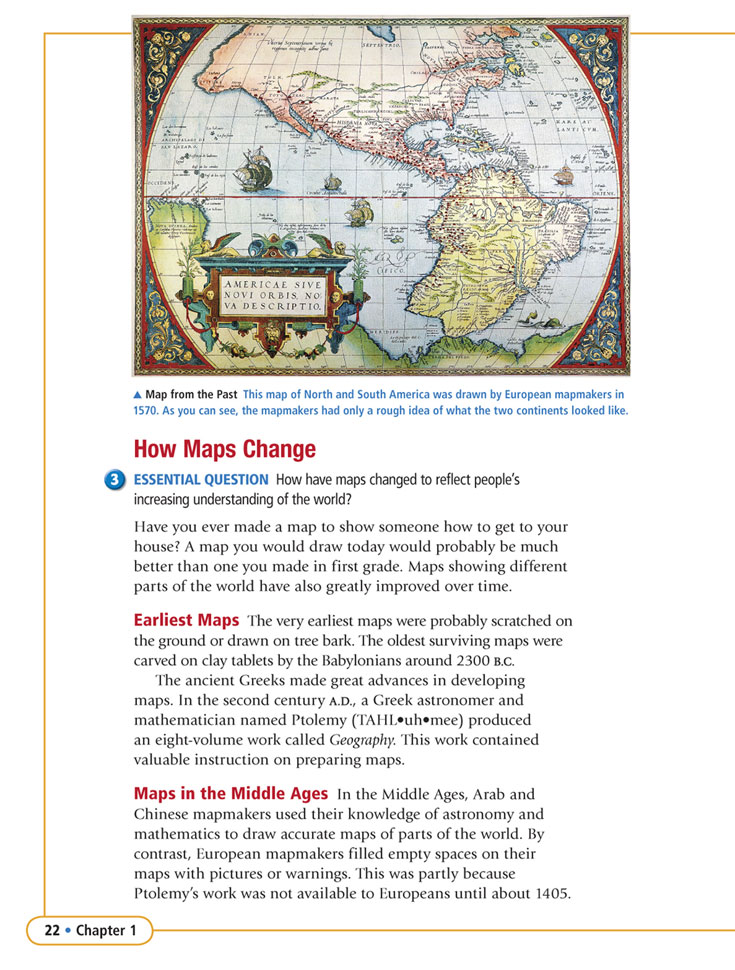 SEPTENTRIO.
AMERICAE SIVE
NOVI ORBIS, NO-
VA DESCRIPTIO.
▲ Map from the Past This map of North and South America was drawn by European mapmakers in
1570. As you can see, the mapmakers had only a rough idea of what the two continents looked like.
How Maps Change
3 ESSENTIAL QUESTION How have maps changed to reflect people’s
increasing understanding of the world?
Have you ever made a map to show someone how to get to your
house? A map you would draw today would probably be much
better than one you made in first grade. Maps showing different
parts of the world have also greatly improved over time.
Earliest Maps The very earliest maps were probably scratched on
the ground or drawn on tree bark. The oldest surviving maps were
carved on clay tablets by the Babylonians around 2300 B.C.
The ancient Greeks made great advances in developing
maps. In the second century A.D., a Greek astronomer and
mathematician named Ptolemy (TAHL•uh•mee) produced
an eight-volume work called Geography. This work contained
valuable instruction on preparing maps.
Maps in the Middle Ages In the Middle Ages, Arab and
Chinese mapmakers used their knowledge of astronomy and
mathematics to draw accurate maps of parts of the world. By
contrast, European mapmakers filled empty spaces on their
maps with pictures or warnings. This was partly because
Ptolemy’s work was not available to Europeans until about 1405.
22 • Chapter 1